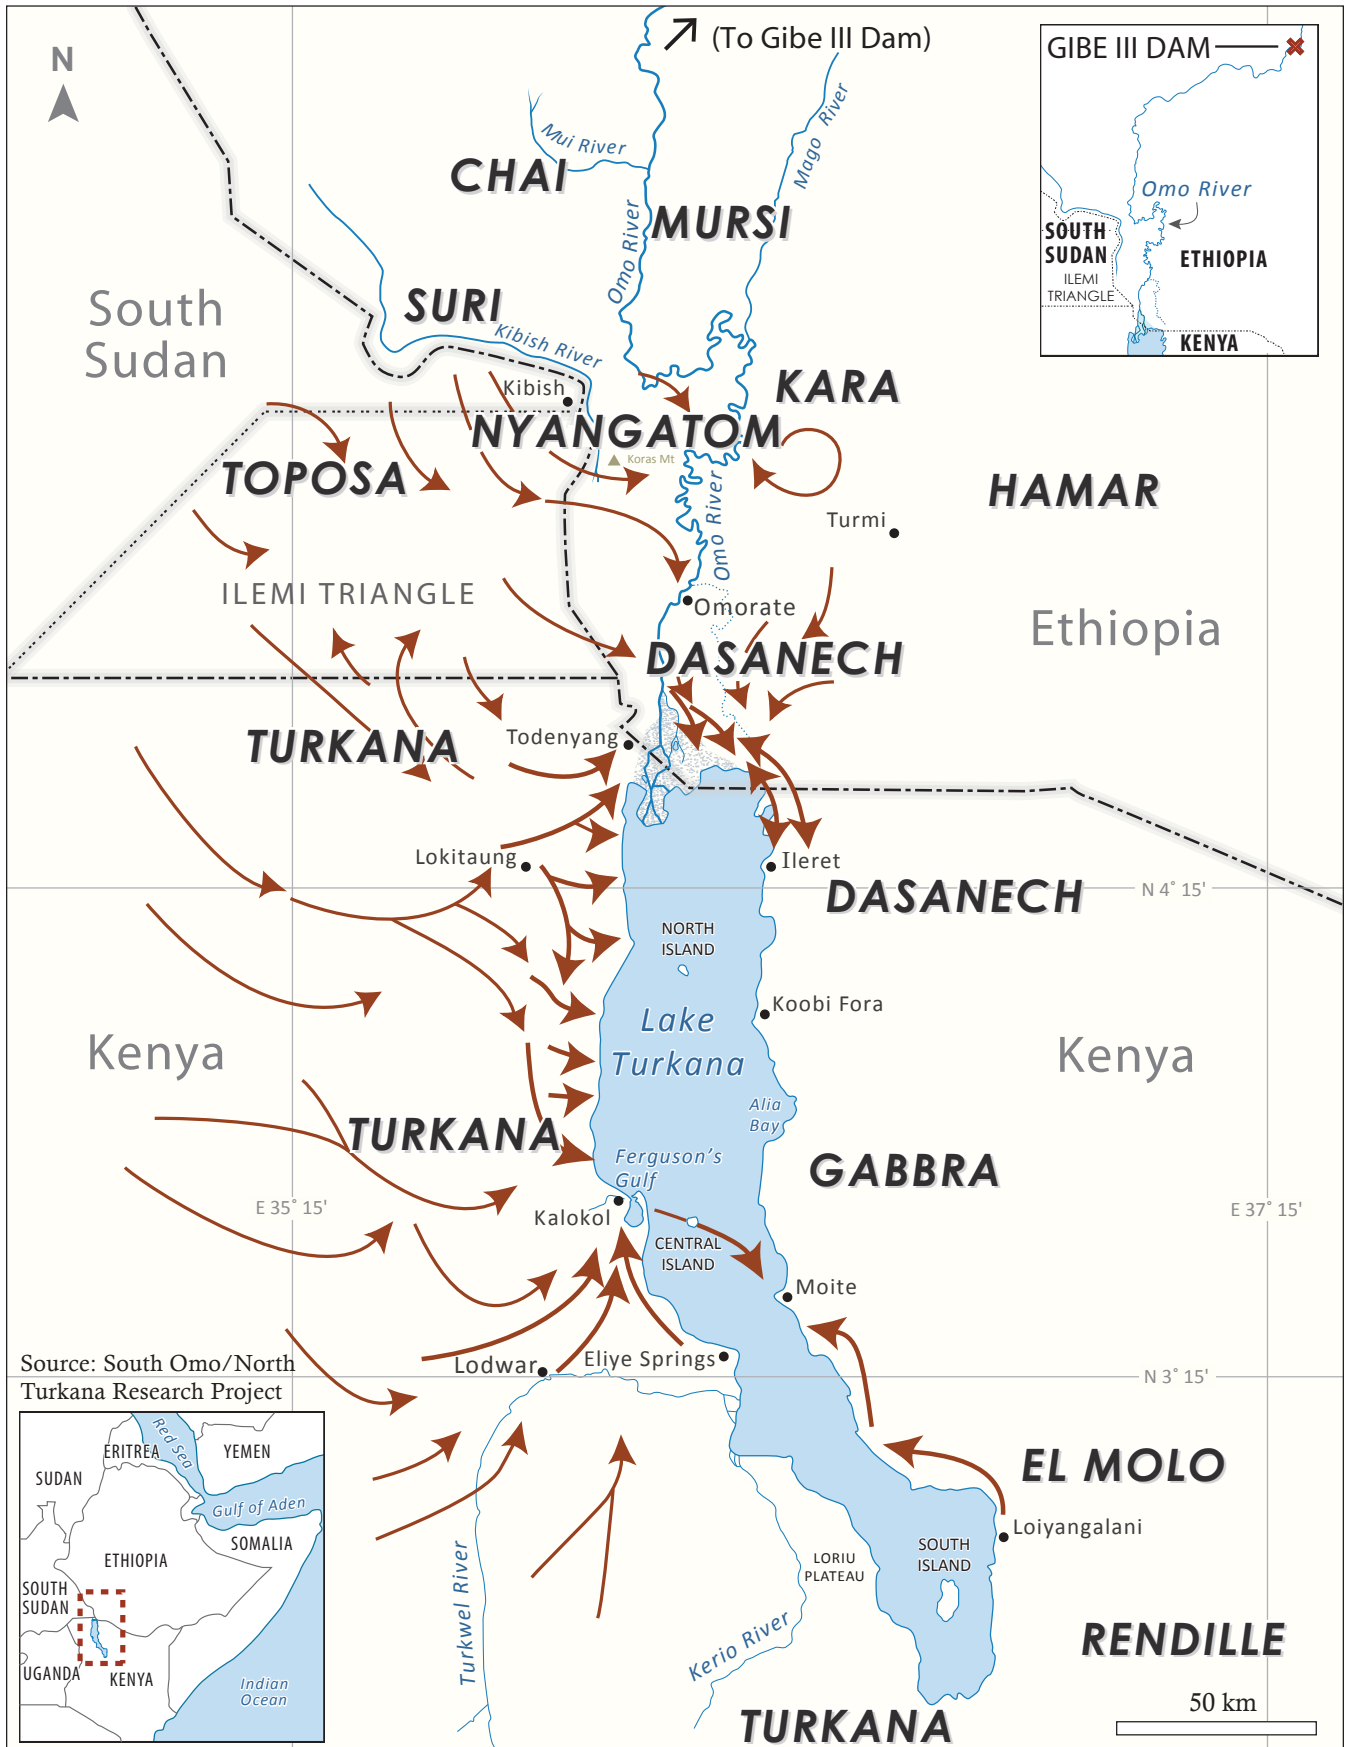 N
(To Gibe III Dam)
GIBE III DAM
Omo River
SOUTH
SUDAN
ILEMI
TRIANGLE
ETHIOPIA
KENYA
Mui River
CHAI
Mago River
Omo River
MURSI
South
Sudan
SURI
Kibish River
Kibish
KARA
NYANGATOM
Koras Mt
TOPOSA
HAMAR
Omo River
Turmi
ILEMI TRIANGLE
Omorate
Ethiopia
DASANECH
TURKANA
Todenyang
Lokitaung
Ileret
DASANECH
N 4° 15'
NORTH
ISLAND
Koobi Fora
Lake
Turkana
Kenya
Kenya
Alia
Bay
TURKANA
Ferguson's
Gulf
GABBRA
E 35° 15'
E 37° 15'
Kalokol
CENTRAL
ISLAND
Moite
Source: South Omo/North
Turkana Research Project
Lodwar
Eliye Springs
N 3° 15'
EL MOLO
Loiyangalani
SOUTH
ISLAND
LORIU
PLATEAU
Turkwel River
Kerio River
RENDILLE
TURKANA
50 km
Red Sea
ERITREA
YEMEN
SUDAN
Gulf of Aden
SOMALIA
ETHIOPIA
SOUTH
SUDAN
UGANDA
KENYA
Indian
Ocean